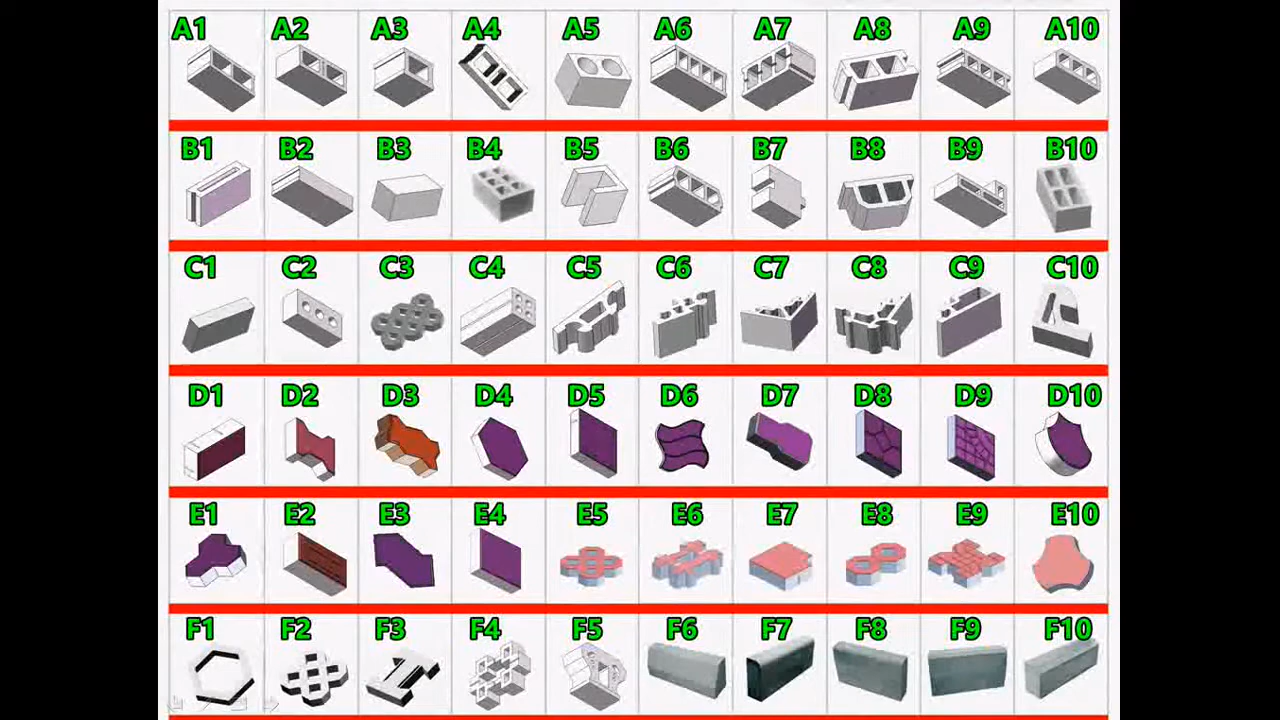 A1 A2 A3 A4 A5 A6 A7 A8 A9 A10
B1 B2 B3 B4 B5 B6 B7 B8 B9 B10
C1 C2 C3 C4 C5 C6 C7 C8 C9 C10
D1 D2 D3 D4 D5 D6 D7 D8 D9 D10
E1 E2 E3 E4 E5 E6 E7 E8 E9 E10
F1 F2 F3 F4 F5 F6 F7 F8 F9 F10